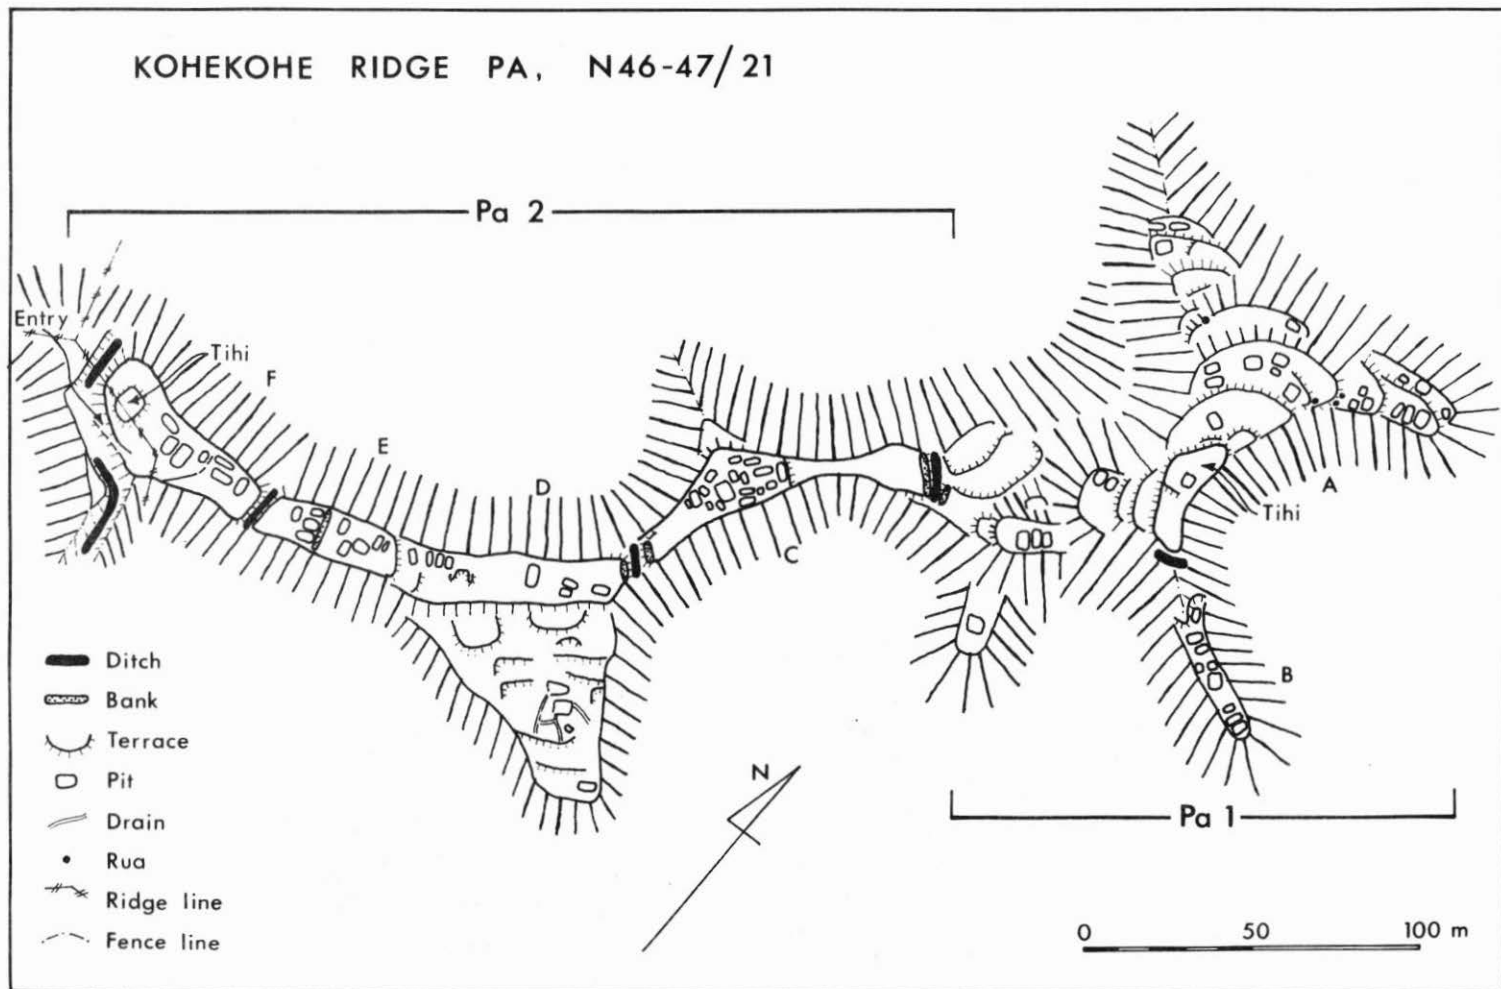 KOHEKOHE RIDGE PA, N46-47/21
Pa 2
Entry
Tihi
F
E
D
C
A
Tihi
B
Ditch
Bank
Terrace
Pit
Drain
Rua
Ridge line
Fence line
N
Pa 1
0 50 100 m